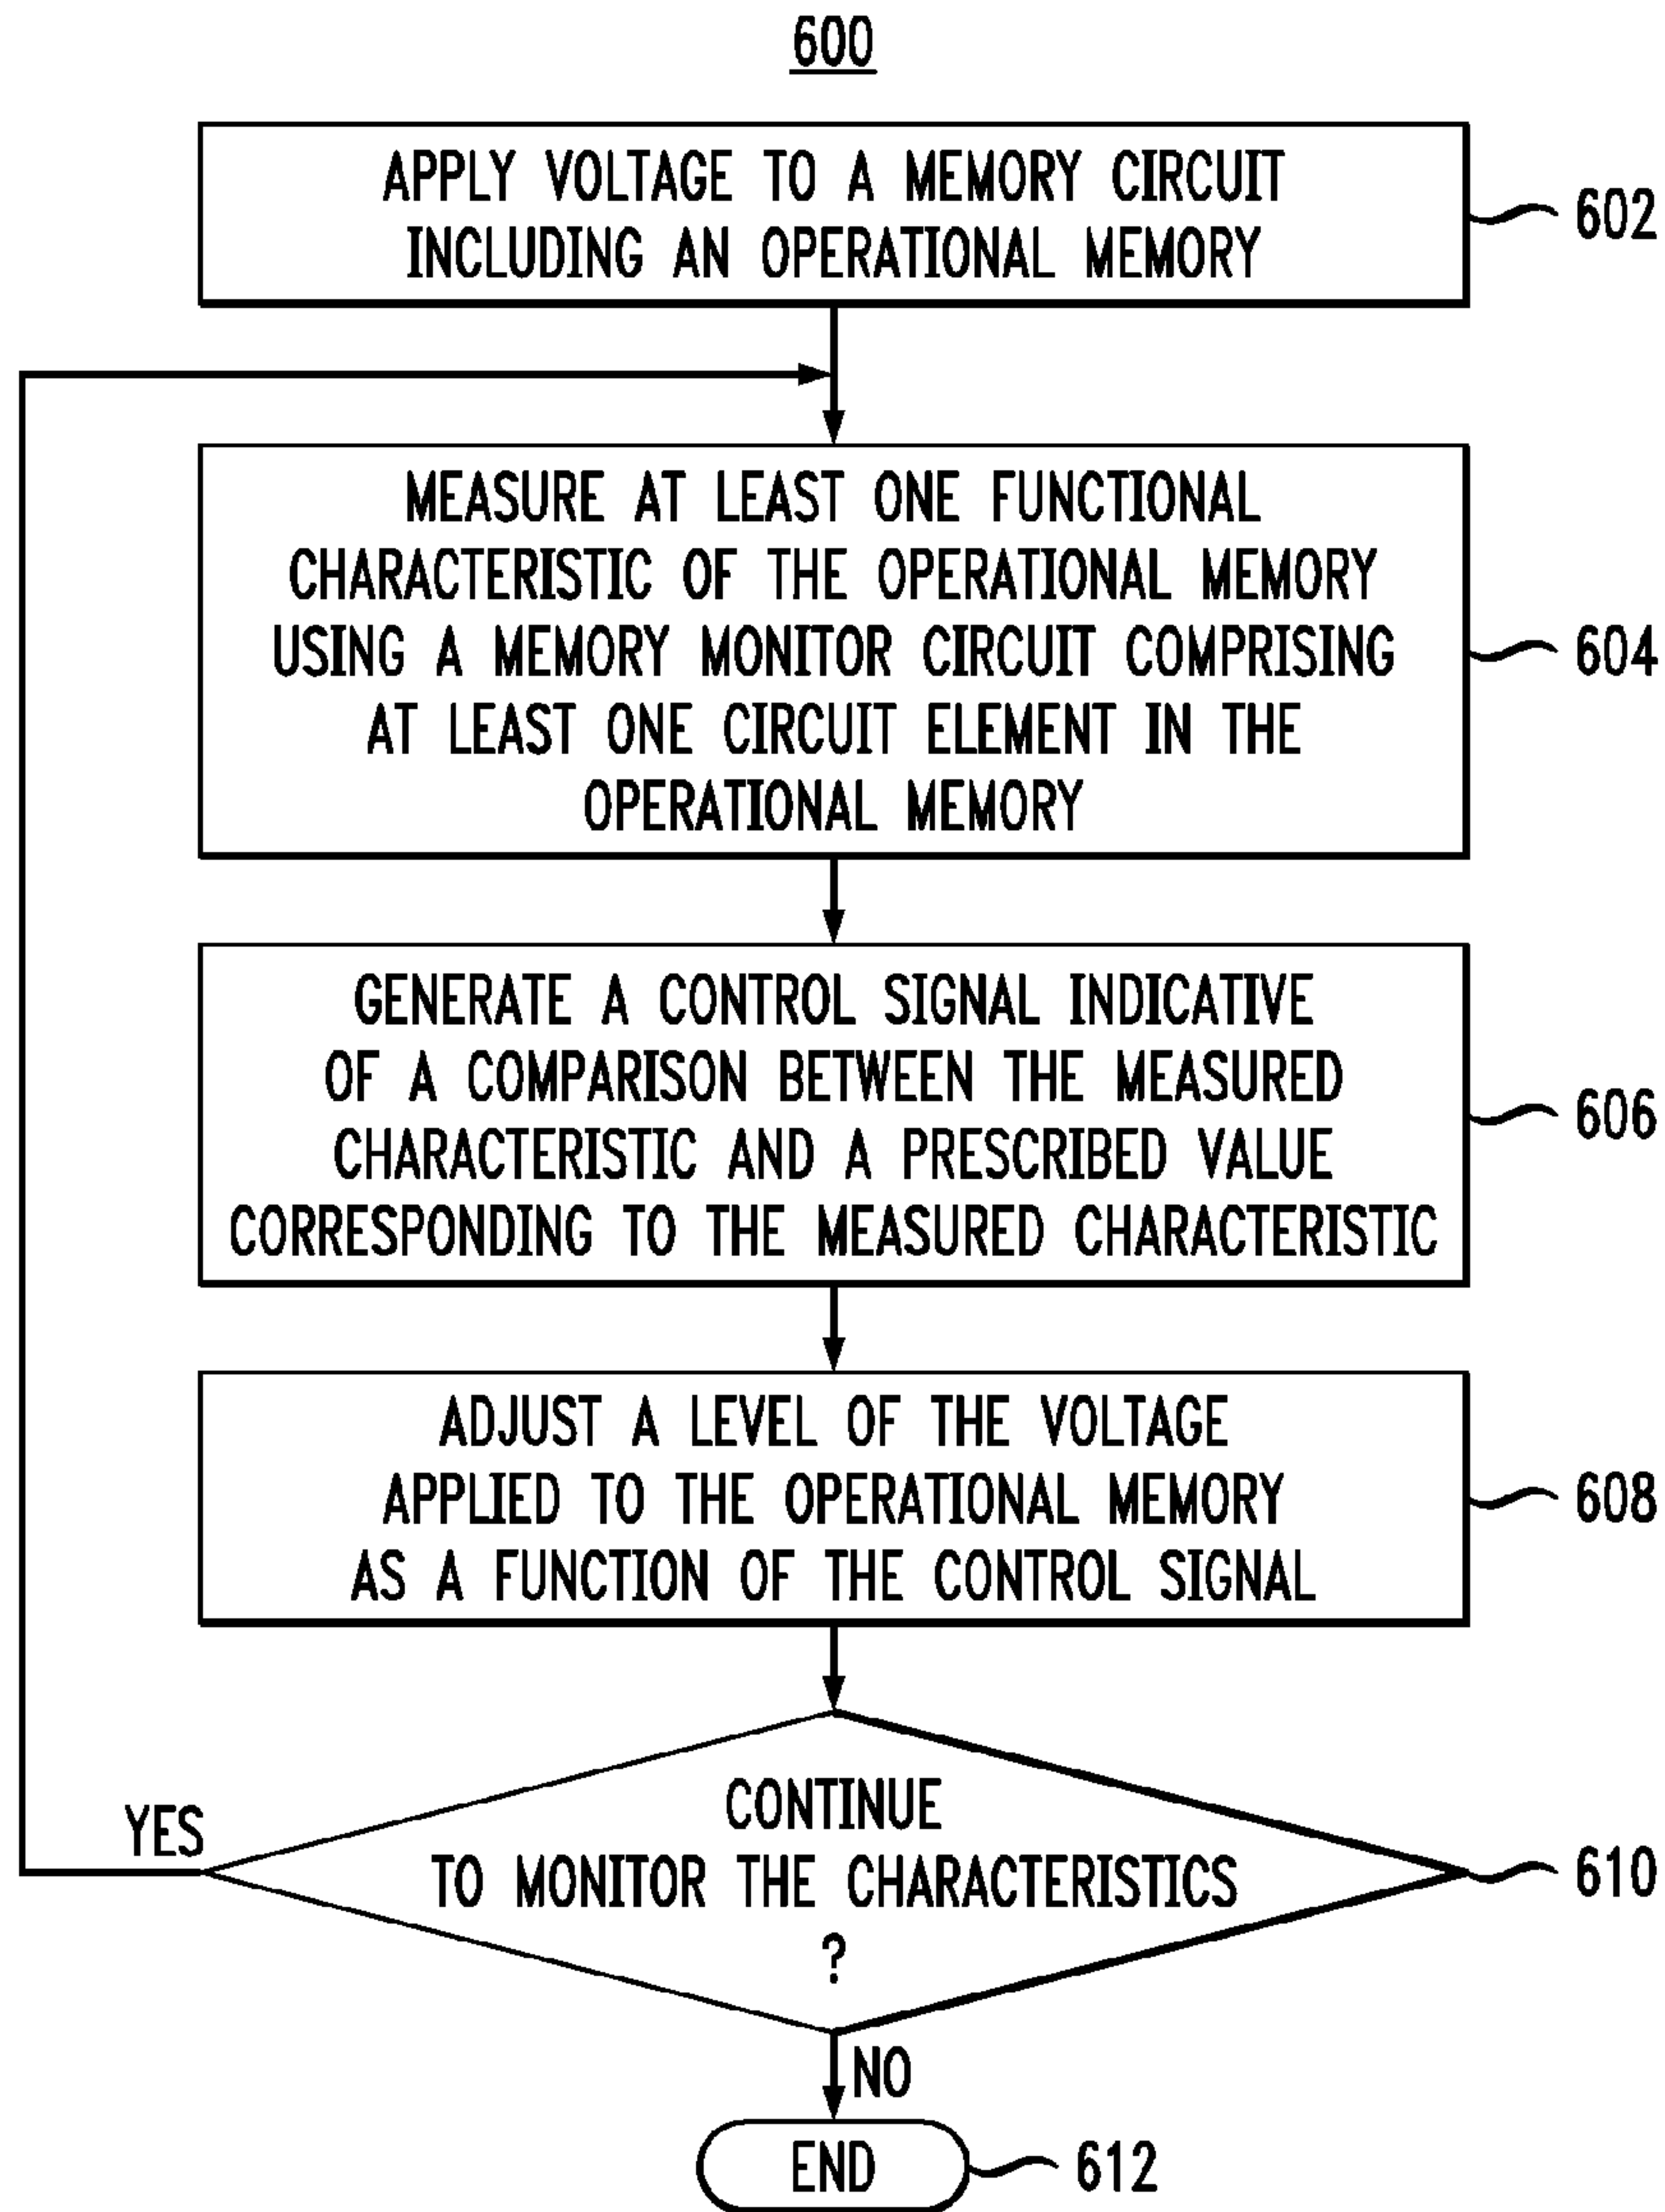 600
APPLY VOLTAGE TO A MEMORY CIRCUIT
INCLUDING AN OPERATIONAL MEMORY
602
MEASURE AT LEAST ONE FUNCTIONAL
CHARACTERISTIC OF THE OPERATIONAL MEMORY
USING A MEMORY MONITOR CIRCUIT COMPRISING
AT LEAST ONE CIRCUIT ELEMENT IN THE
OPERATIONAL MEMORY
604
GENERATE A CONTROL SIGNAL INDICATIVE
OF A COMPARISON BETWEEN THE MEASURED
CHARACTERISTIC AND A PRESCRIBED VALUE
CORRESPONDING TO THE MEASURED CHARACTERISTIC
606
ADJUST A LEVEL OF THE VOLTAGE
APPLIED TO THE OPERATIONAL MEMORY
AS A FUNCTION OF THE CONTROL SIGNAL
608
YES
CONTINUE
TO MONITOR THE CHARACTERISTICS
?
610
NO
END
612